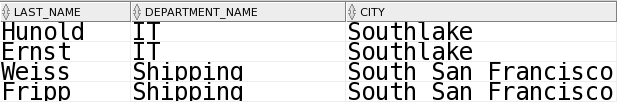 LAST_NAME DEPARTMENT_NAME CITY
Hunold IT Southlake
Ernst IT Southlake
Weiss Shipping South San Francisco
Fripp Shipping South San Francisco